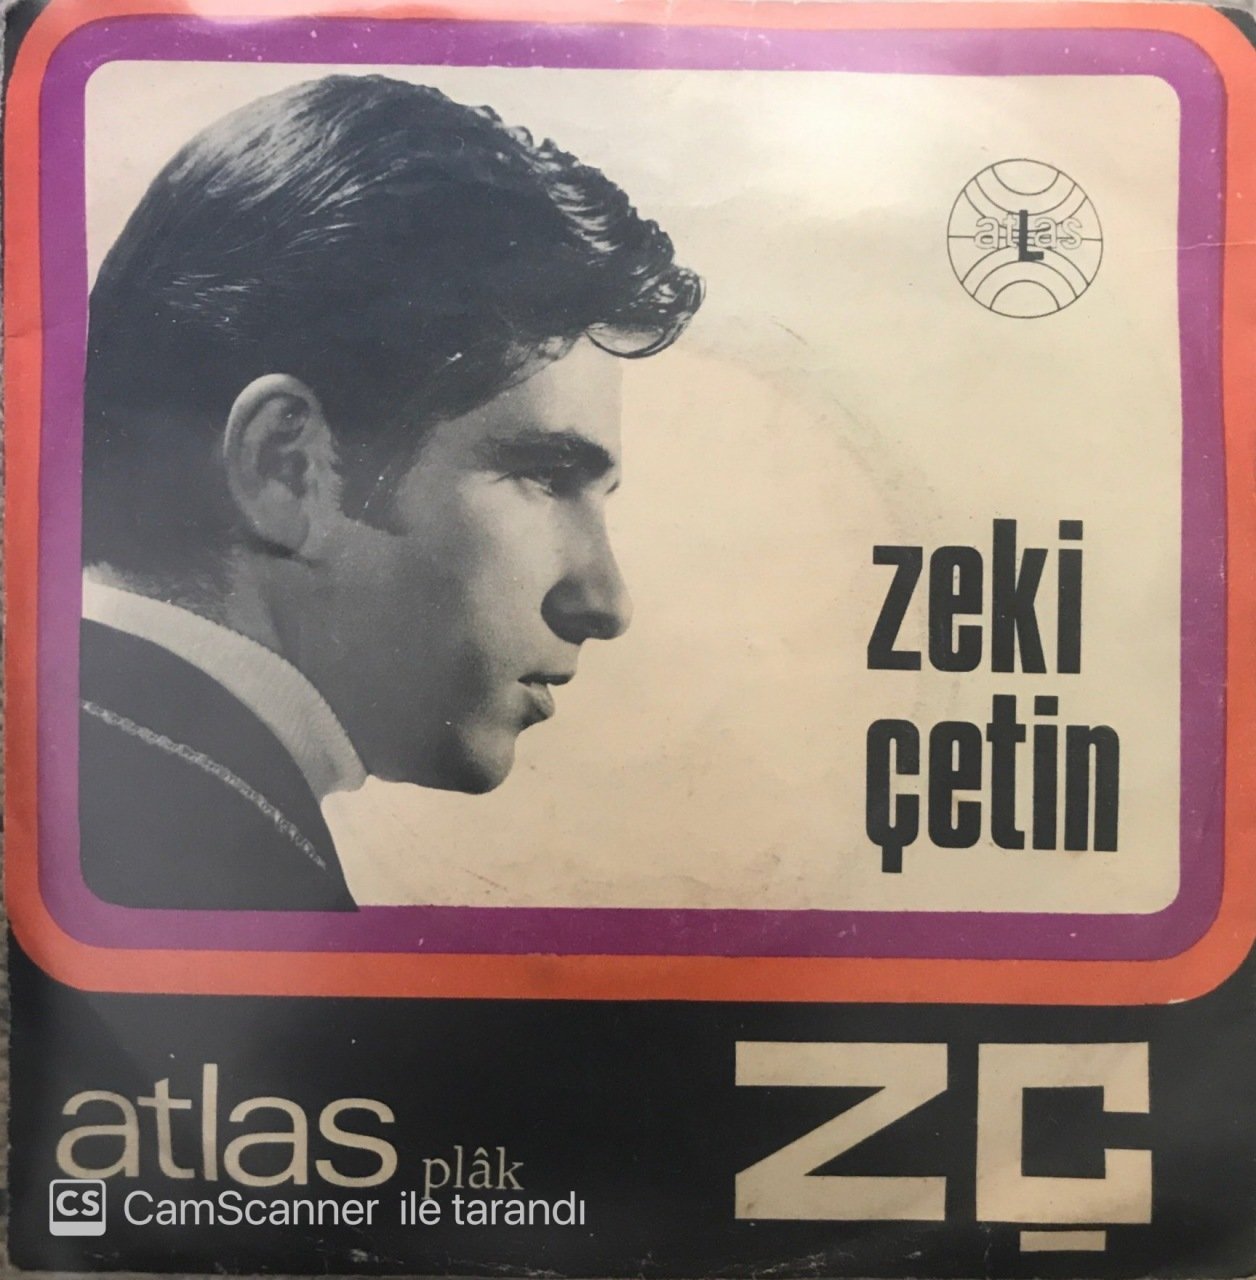 atlas
L
zeki
çetin
atlas plâk
ZÇ
CS CamScanner ile tarandı